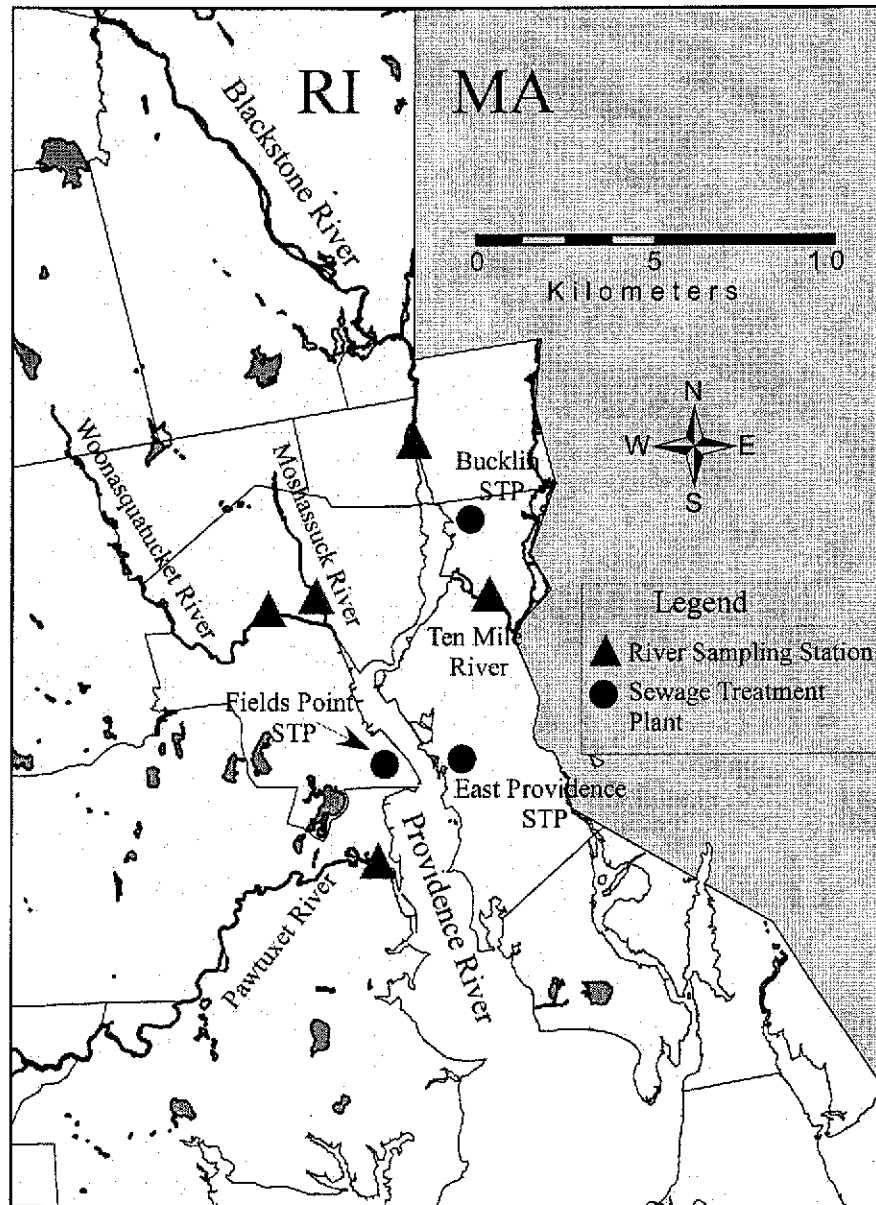 RI
MA
Blackstone River
0 5 10
Kilometers
N
W E
S
Woonasquatucket River
Moshassuck River
Bucklin
STP
Ten Mile
River
Legend
River Sampling Station
Sewage Treatment
Plant
Fields Point
STP
East Providence
STP
Providence River
Pawtuxet River